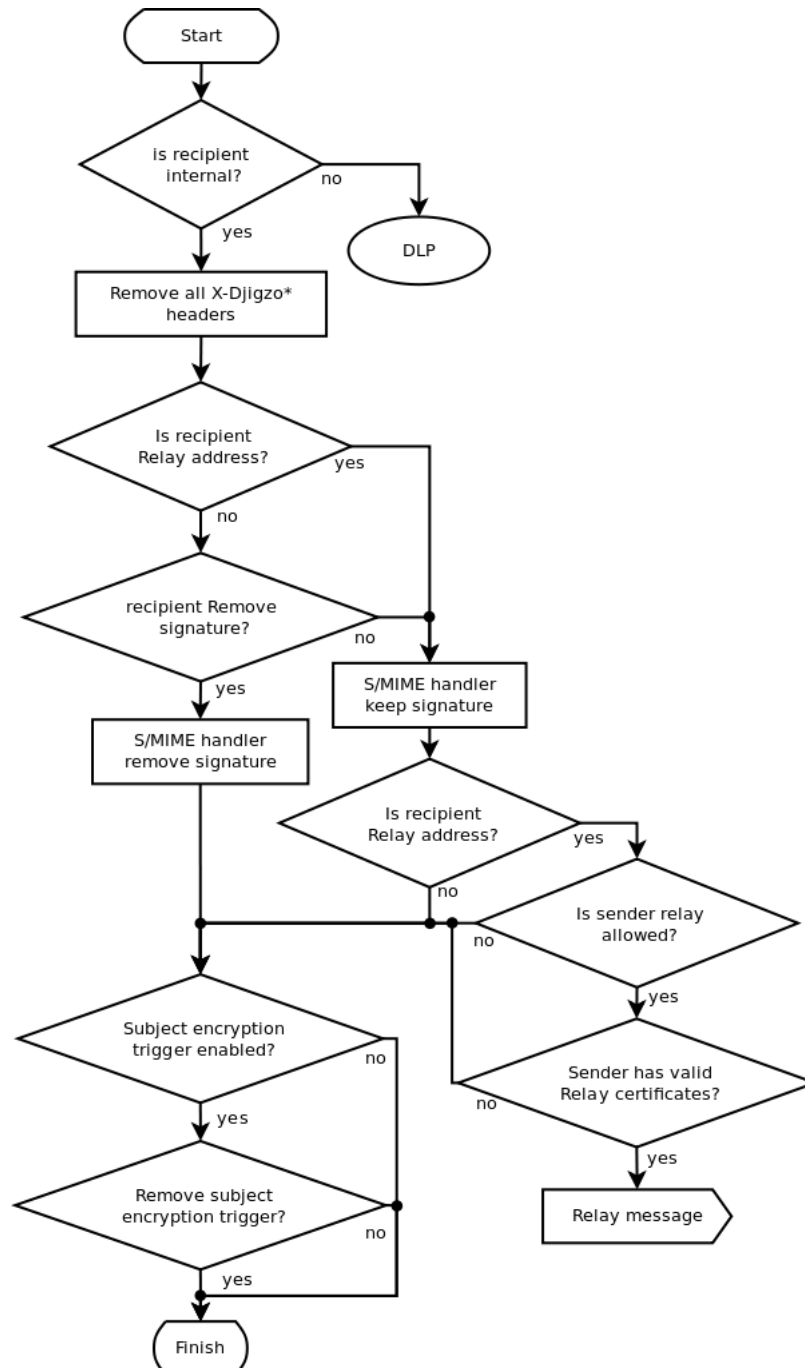 Start
is recipient
internal?
no
yes
DLP
Remove all X-Djigzo*
headers
Is recipient
Relay address?
yes
no
recipient Remove
signature?
no
yes
S/MIME handler
keep signature
S/MIME handler
remove signature
Is recipient
Relay address?
yes
no
Is sender relay
allowed?
no
yes
Subject encryption
trigger enabled?
no
yes
Sender has valid
Relay certificates?
no
yes
Remove subject
encryption trigger?
no
yes
Relay message
Finish